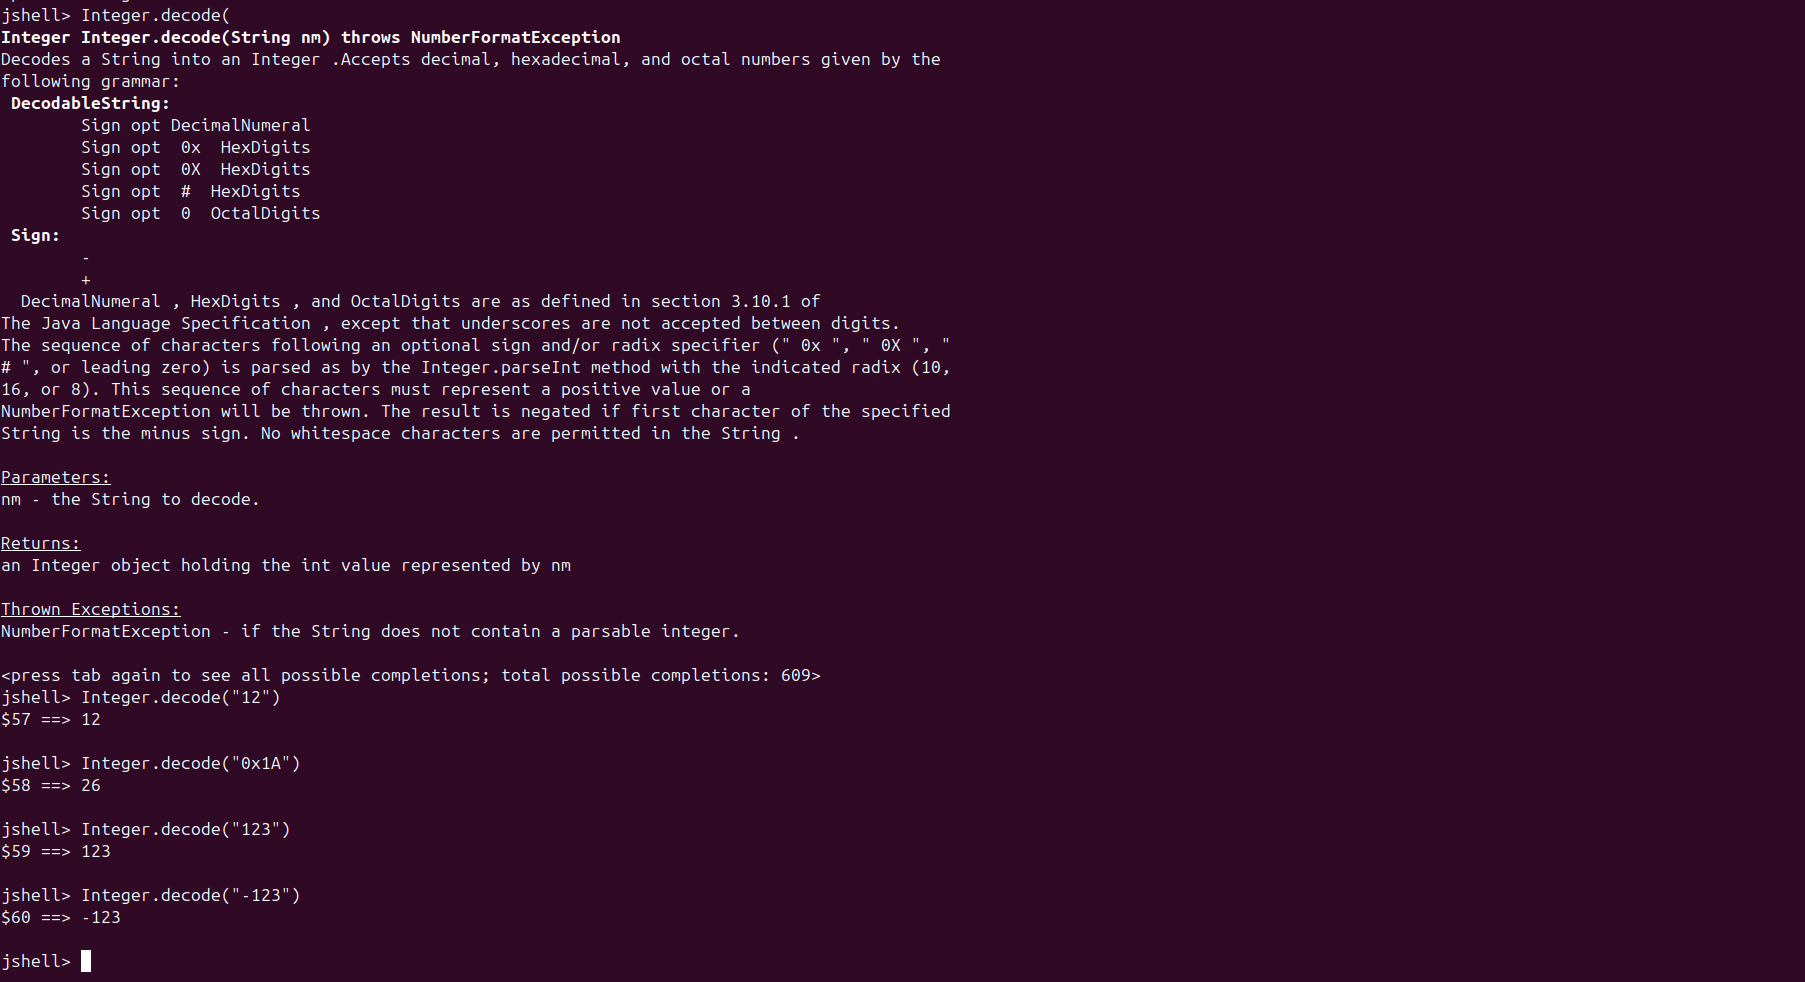 jshell> Integer.decode(
Integer Integer.decode(String nm) throws NumberFormatException
Decodes a String into an Integer .Accepts decimal, hexadecimal, and octal numbers given by the
following grammar:
DecodableString:
Sign opt DecimalNumeral
Sign opt  0x  HexDigits
Sign opt  0X  HexDigits
Sign opt  #  HexDigits
Sign opt  0  OctalDigits
Sign:
-
+
DecimalNumeral , HexDigits , and OctalDigits are as defined in section 3.10.1 of
The Java Language Specification , except that underscores are not accepted between digits.
The sequence of characters following an optional sign and/or radix specifier (" 0x ", " 0X ", "
# ", or leading zero) is parsed as by the Integer.parseInt method with the indicated radix (10,
16, or 8). This sequence of characters must represent a positive value or a
NumberFormatException will be thrown. The result is negated if first character of the specified
String is the minus sign. No whitespace characters are permitted in the String .
Parameters:
nm - the String to decode.
Returns:
an Integer object holding the int value represented by nm
Thrown Exceptions:
NumberFormatException - if the String does not contain a parsable integer.
<press tab again to see all possible completions; total possible completions: 609>
jshell> Integer.decode("12")
$57 ==> 12
jshell> Integer.decode("0x1A")
$58 ==> 26
jshell> Integer.decode("123")
$59 ==> 123
jshell> Integer.decode("-123")
$60 ==> -123
jshell>